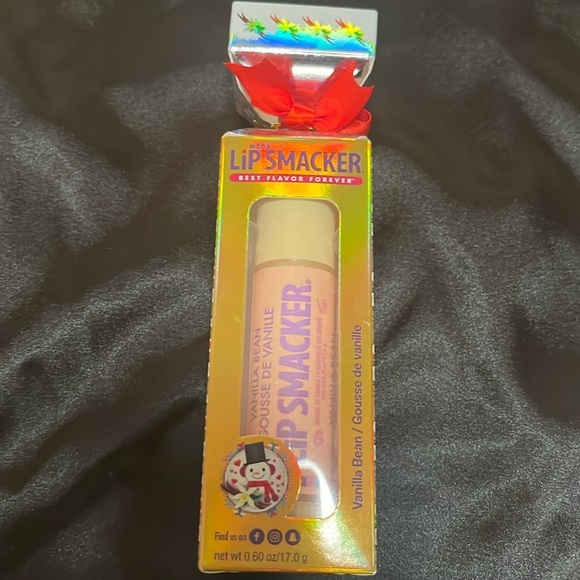 MEGA
LiP SMACKER
BEST FLAVOR FOREVER
VANILLA BEAN
GOUSSE DE VANILLE
LiP SMACKER®
Vanilla Bean / Gousse de vanille
Find us on
net wt 0.60 oz/17.0 g